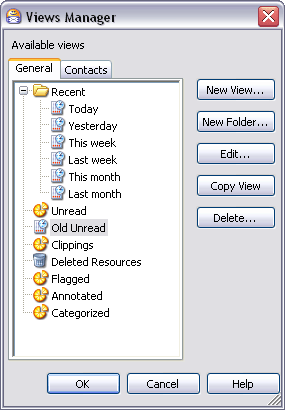 Views Manager
Available views
General Contacts
Recent
Today
Yesterday
This week
Last week
This month
Last month
Unread
Old Unread
Clippings
Deleted Resources
Flagged
Annotated
Categorized
New View...
New Folder...
Edit...
Copy View
Delete...
OK Cancel Help